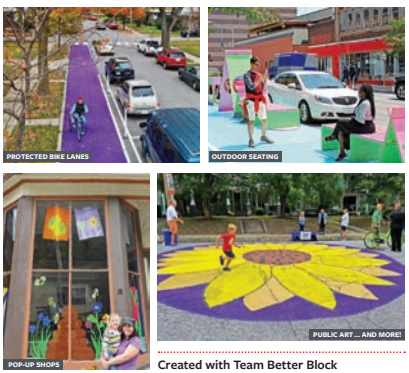 PROTECTED BIKE LANES
OUTDOOR SEATING
POP-UP SHOPS
PUBLIC ART... AND MORE!
Created with Team Better Block